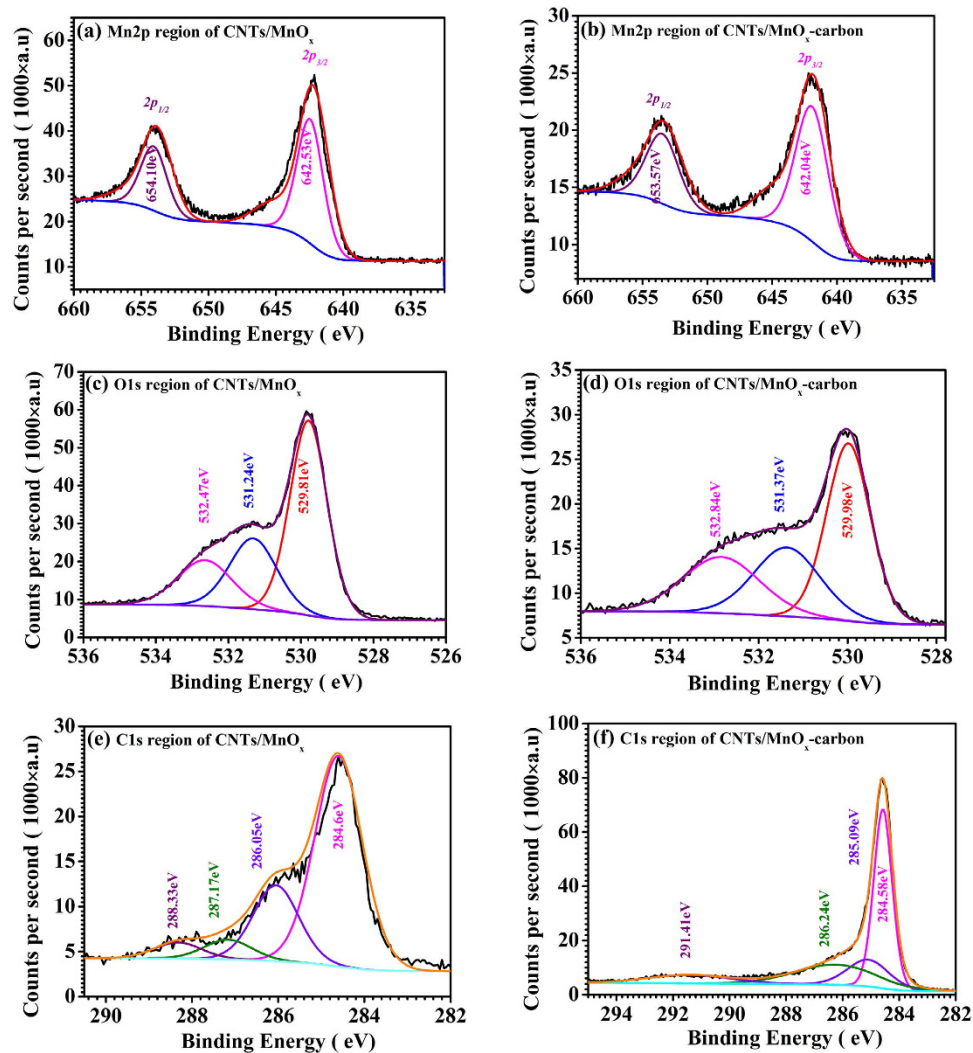 (a) Mn2p region of CNTs/MnOx
2p3/2
2p1/2
654.10eV
642.53eV
60
50
40
30
20
10
660 655 650 645 640 635
Counts per second ( 1000×a.u)
Binding Energy ( eV)
(b) Mn2p region of CNTs/MnOx-carbon
2p3/2
2p1/2
653.57eV
642.04eV
30
25
20
15
10
660 655 650 645 640 635
Counts per second ( 1000×a.u)
Binding Energy ( eV)
(c) O1s region of CNTs/MnOx
532.47eV
531.24eV
529.81eV
70
60
50
40
30
20
10
0
536 534 532 530 528 526
Counts per second ( 1000×a.u)
Binding Energy ( eV)
(d) O1s region of CNTs/MnOx-carbon
532.84eV
531.37eV
529.98eV
35
30
25
20
15
10
5
536 534 532 530 528
Counts per second ( 1000×a.u)
Binding Energy ( eV)
(e) C1s region of CNTs/MnOx
288.33eV
287.17eV
286.05eV
284.6eV
30
25
20
15
10
5
0
290 288 286 284 282
Counts per second ( 1000×a.u)
Binding Energy ( eV)
(f) C1s region of CNTs/MnOx-carbon
291.41eV
286.24eV
285.09eV
284.58eV
100
80
60
40
20
0
294 292 290 288 286 284 282
Counts per second ( 1000×a.u)
Binding Energy ( eV)